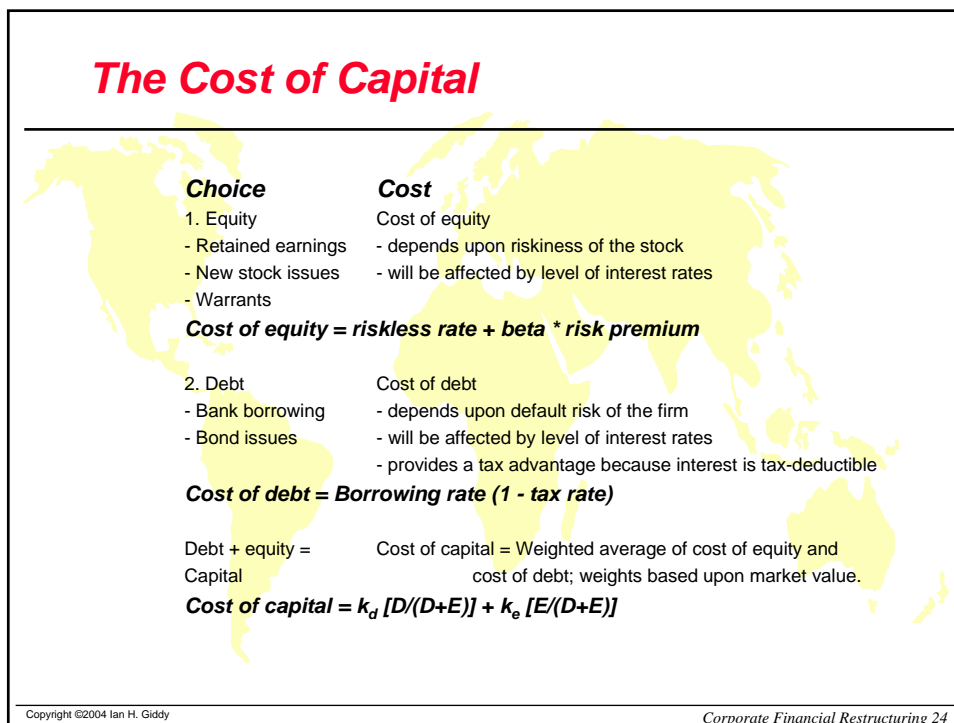 The Cost of Capital
Choice Cost
1. Equity Cost of equity
- Retained earnings - depends upon riskiness of the stock
- New stock issues - will be affected by level of interest rates
- Warrants
Cost of equity = riskless rate + beta * risk premium
2. Debt Cost of debt
- Bank borrowing - depends upon default risk of the firm
- Bond issues - will be affected by level of interest rates
- provides a tax advantage because interest is tax-deductible
Cost of debt = Borrowing rate (1 - tax rate)
Debt + equity = Cost of capital = Weighted average of cost of equity and
Capital cost of debt; weights based upon market value.
Cost of capital = kd [D/(D+E)] + ke [E/(D+E)]
Copyright ©2004 Ian H. Giddy Corporate Financial Restructuring 24